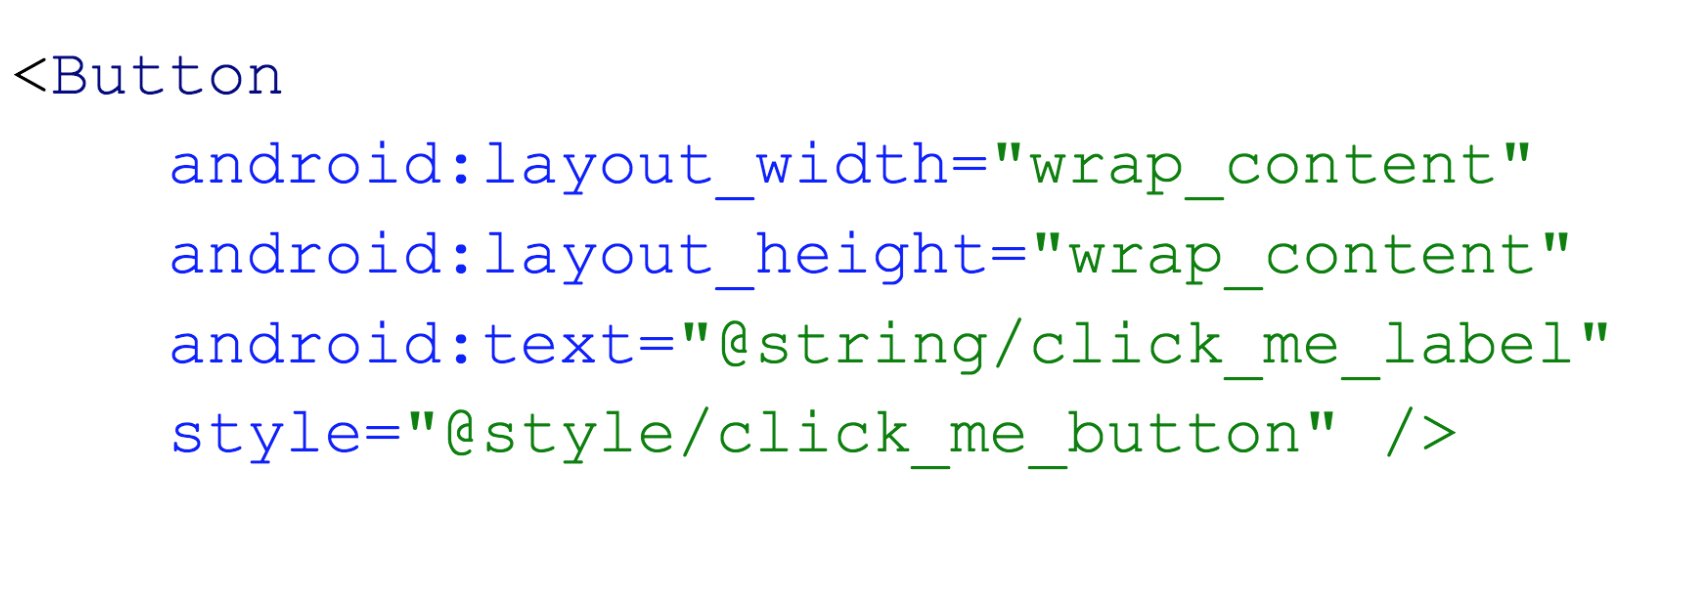 <Button
    android:layout_width="wrap_content"
    android:layout_height="wrap_content"
    android:text="@string/click_me_label"
    style="@style/click_me_button" />